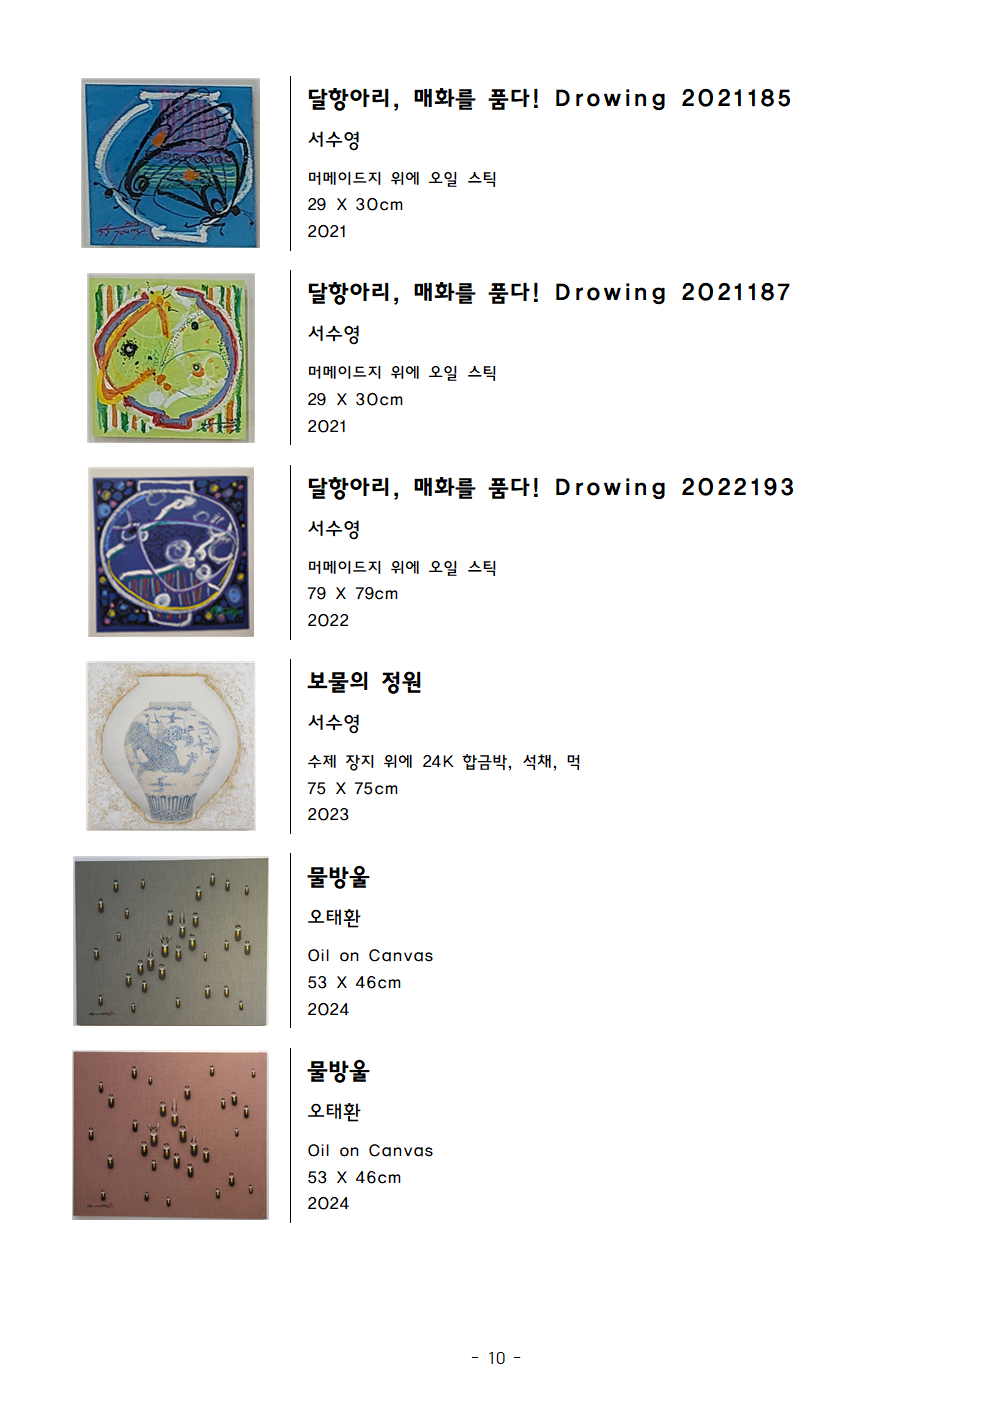 달항아리, 매화를 품다! Drowing 2021185
서수영
머메이드지 위에 오일 스틱
29 X 30cm
2021
달항아리, 매화를 품다! Drowing 2021187
서수영
머메이드지 위에 오일 스틱
29 X 30cm
2021
달항아리, 매화를 품다! Drowing 2022193
서수영
머메이드지 위에 오일 스틱
79 X 79cm
2022
보물의 정원
서수영
수제 장지 위에 24K 합금박, 석채, 먹
75 X 75cm
2023
물방울
오태환
Oil on Canvas
53 X 46cm
2024
물방울
오태환
Oil on Canvas
53 X 46cm
2024
- 10 -